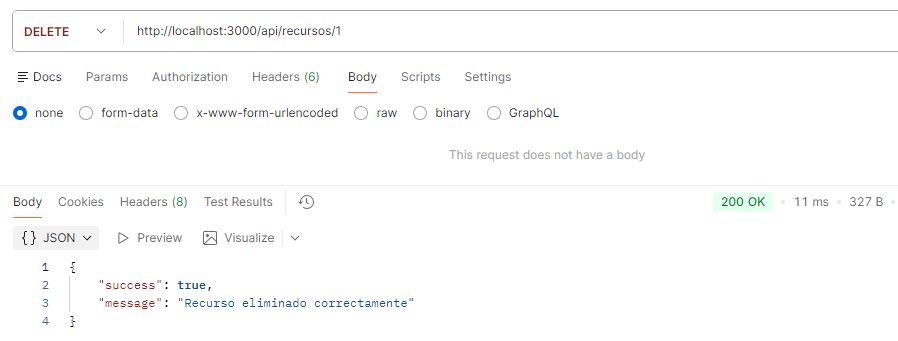 DELETE http://localhost:3000/api/recursos/1
Docs Params Authorization Headers (6) Body Scripts Settings
none form-data x-www-form-urlencoded raw binary GraphQL
This request does not have a body
Body Cookies Headers (8) Test Results 200 OK 11 ms 327 B
{} JSON Preview Visualize
1 {
2 "success": true,
3 "message": "Recurso eliminado correctamente"
4 }